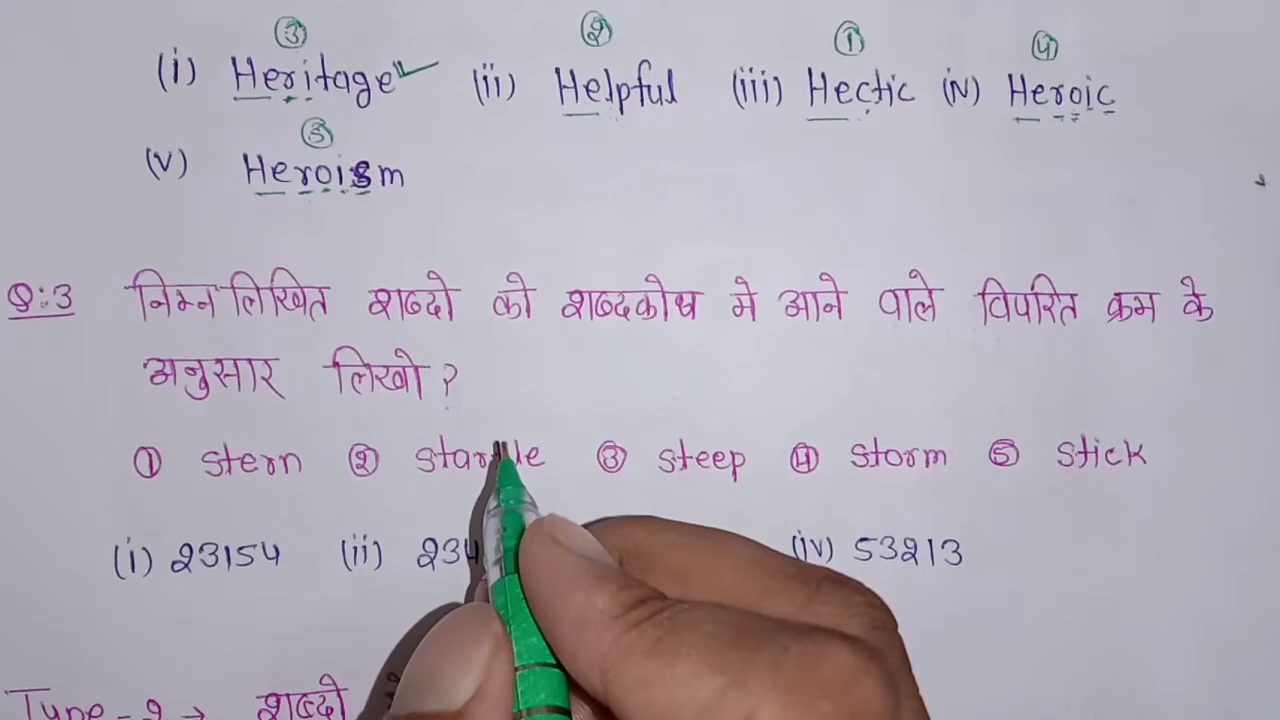 ③ ② ① ④
(i) Heritage ✓ (ii) Helpful (iii) Hectic (iv) Heroic
⑤
(v) Heroism
Q:3 निम्नलिखित शब्दो को शब्दकोष मे आने वाले विपरित क्रम के
अनुसार लिखो?
① stern ② ③ steep ④ storm ⑤ stick
(i) 23154 (ii) (iv) 53213
Type-2 → शब्दो